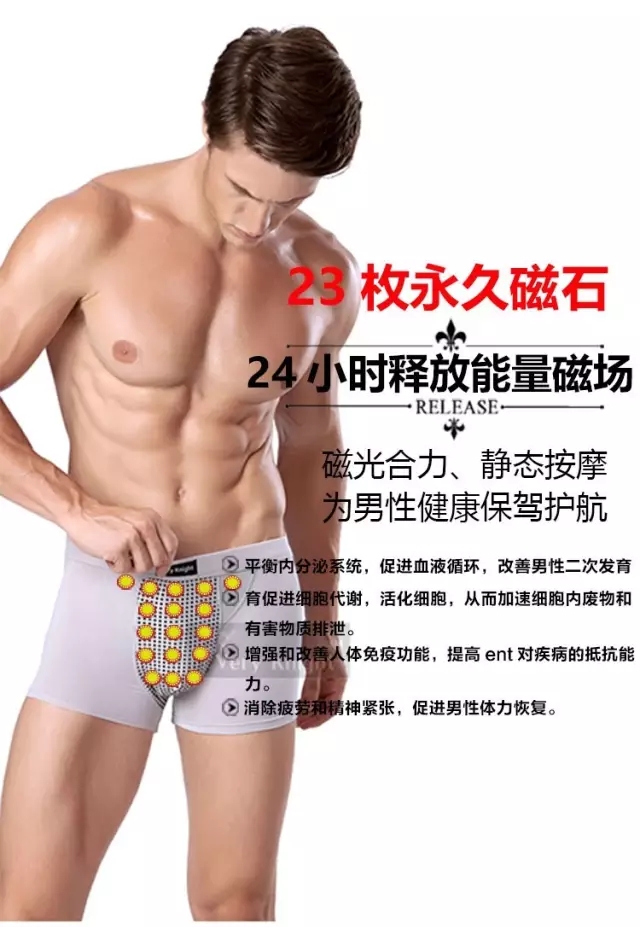 23 枚永久磁石
24 小时释放能量磁场
RELEASE
磁光合力、静态按摩
为男性健康保驾护航
平衡内分泌系统，促进血液循环，改善男性二次发育
育促进细胞代谢，活化细胞，从而加速细胞内废物和
有害物质排泄。
增强和改善人体免疫功能，提高 ent 对疾病的抵抗能
力。
消除疲劳和精神紧张，促进男性体力恢复。
Knight
Very